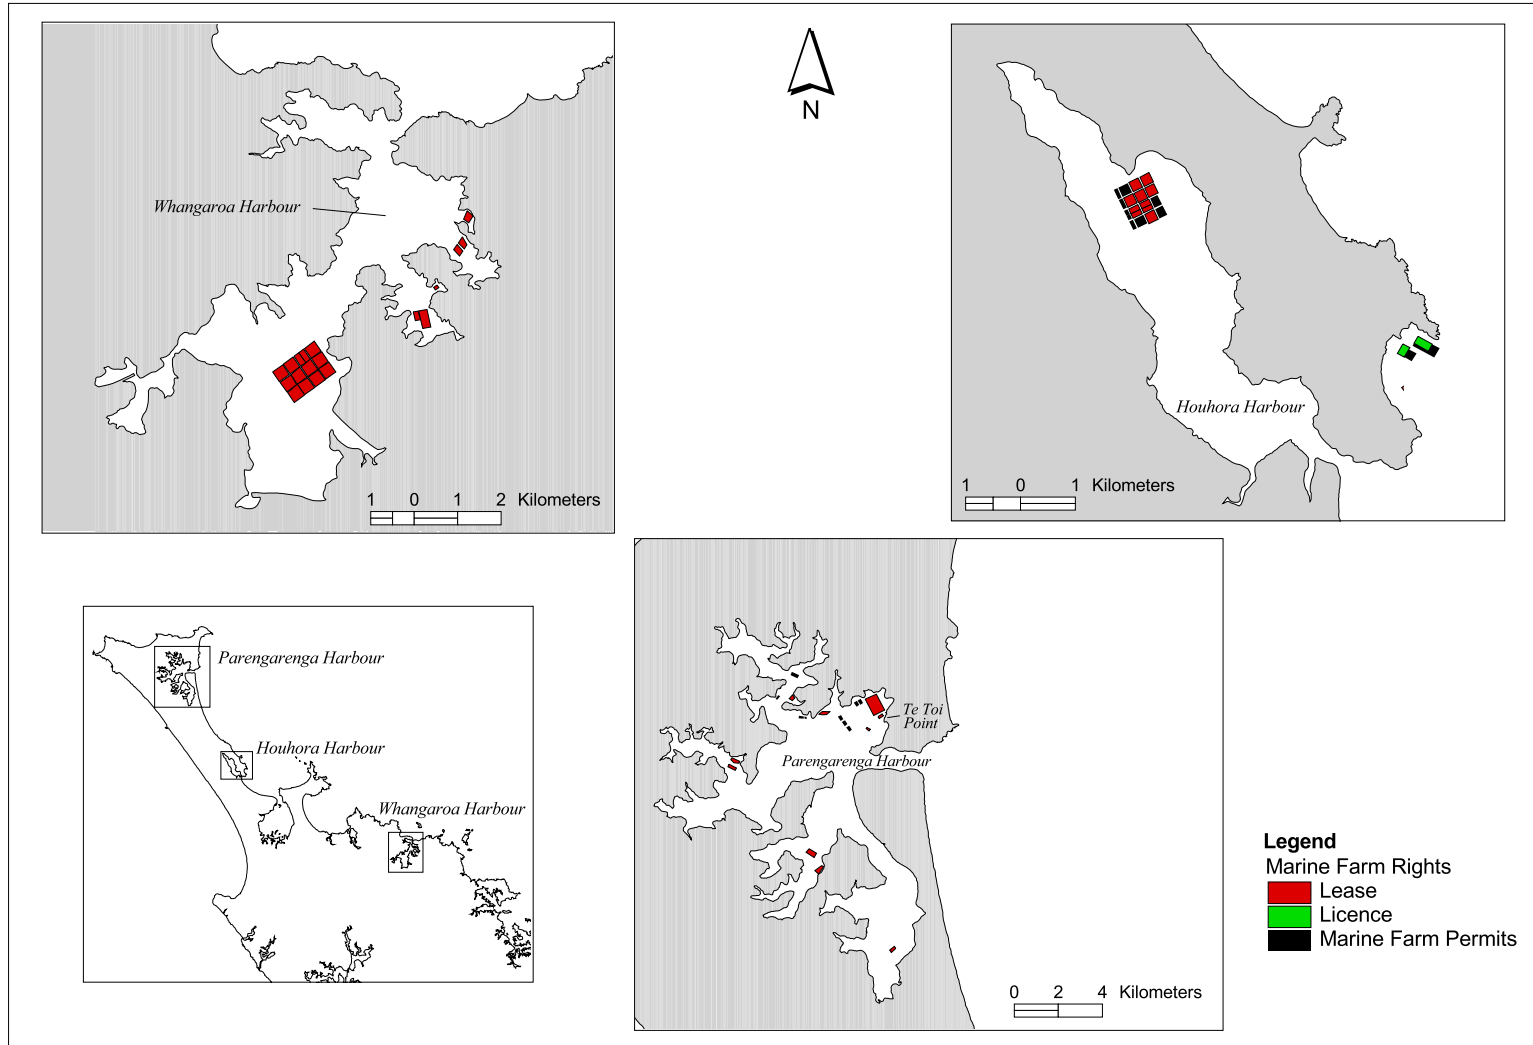 Whangaroa Harbour
1 0 1 2 Kilometers
N
Houhora Harbour
1 0 1 Kilometers
Parengarenga Harbour
Houhora Harbour
Whangaroa Harbour
Te Toi
Point
Parengarenga Harbour
0 2 4 Kilometers
Legend
Marine Farm Rights
Lease
Licence
Marine Farm Permits